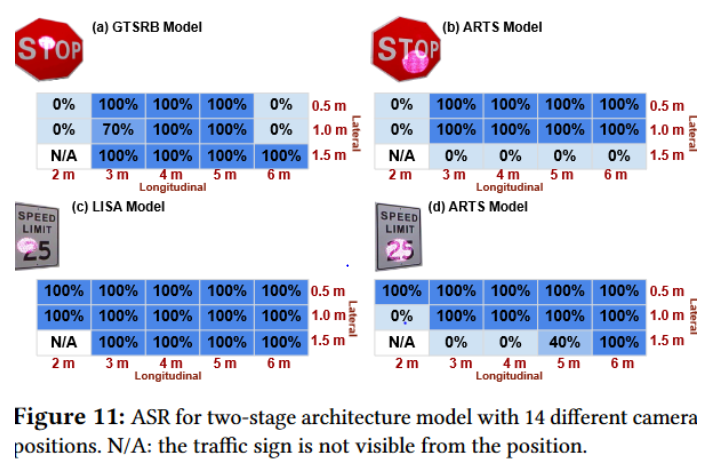 (a) GTSRB Model
STOP
0% 100% 100% 100% 0% 0.5 m
0% 70% 100% 100% 0% 1.0 m
N/A 100% 100% 100% 100% 1.5 m
Lateral
2 m 3 m 4 m 5 m 6 m
Longitudinal
(b) ARTS Model
STOP
0% 100% 100% 100% 100% 0.5 m
0% 100% 100% 100% 100% 1.0 m
N/A 0% 0% 0% 0% 1.5 m
Lateral
2 m 3 m 4 m 5 m 6 m
Longitudinal
(c) LISA Model
SPEED
LIMIT
25
100% 100% 100% 100% 100% 0.5 m
100% 100% 100% 100% 100% 1.0 m
N/A 100% 100% 100% 100% 1.5 m
Lateral
2 m 3 m 4 m 5 m 6 m
Longitudinal
(d) ARTS Model
SPEED
LIMIT
25
100% 100% 100% 100% 100% 0.5 m
0% 100% 100% 100% 100% 1.0 m
N/A 0% 0% 40% 100% 1.5 m
Lateral
2 m 3 m 4 m 5 m 6 m
Longitudinal
Figure 11: ASR for two-stage architecture model with 14 different camera
positions. N/A: the traffic sign is not visible from the position.